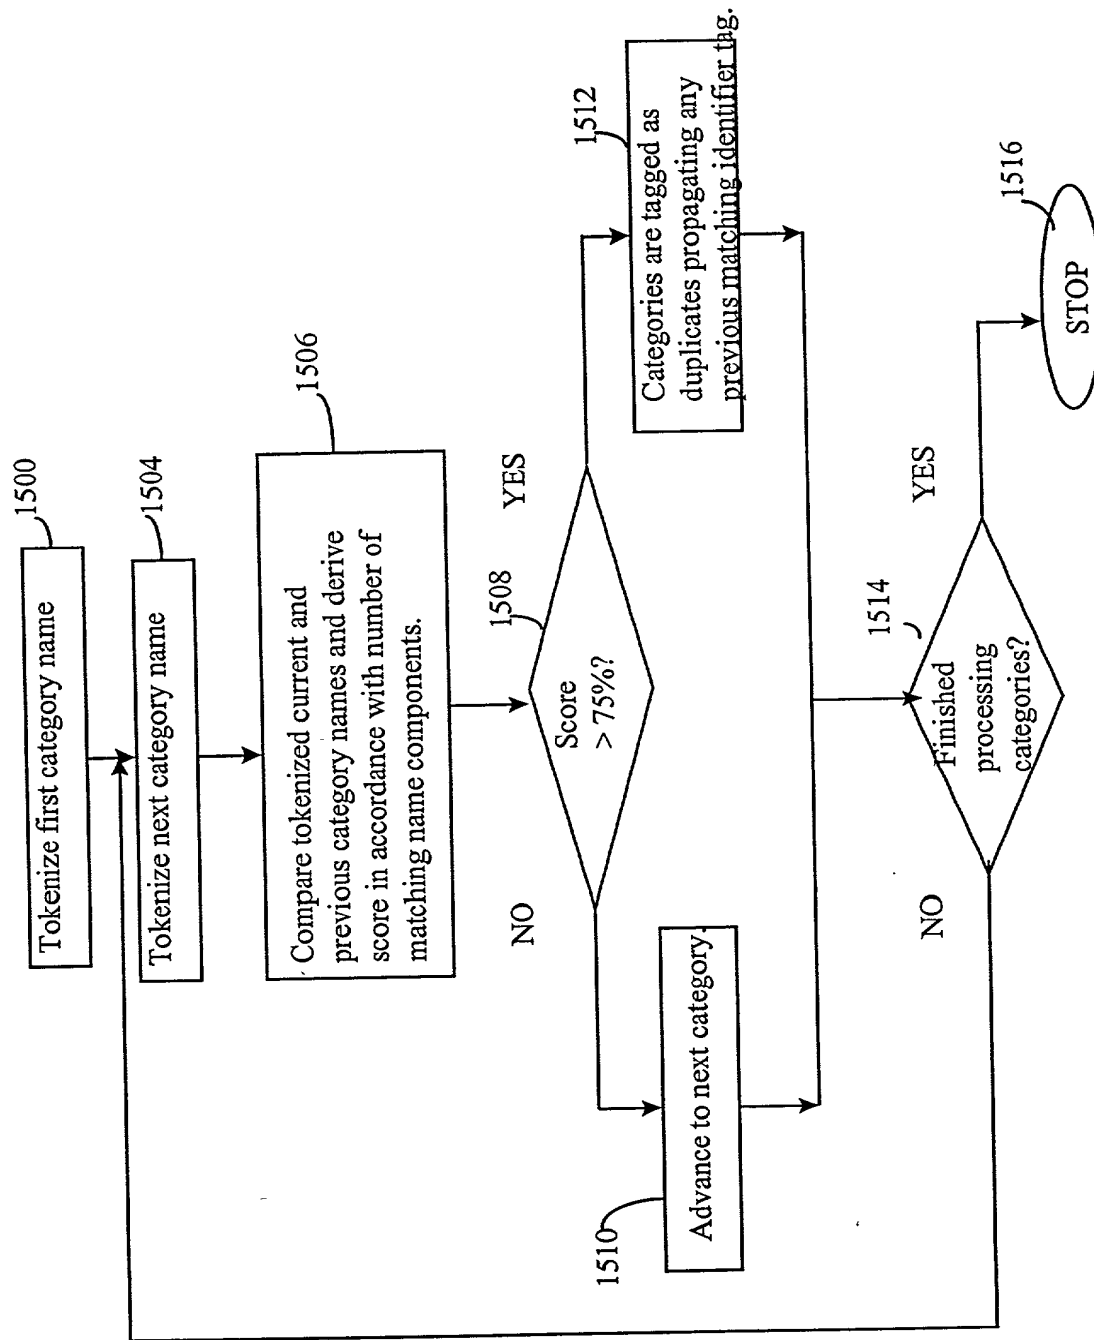 1500
Tokenize first category name
1504
Tokenize next category name
1506
Compare tokenized current and
previous category names and derive
score in accordance with number of
matching name components.
1508
Score
> 75%?
NO
YES
1510
Advance to next category.
1512
Categories are tagged as
duplicates propagating any
previous matching identifier tag.
1514
Finished
processing
categories?
NO
YES
1516
STOP